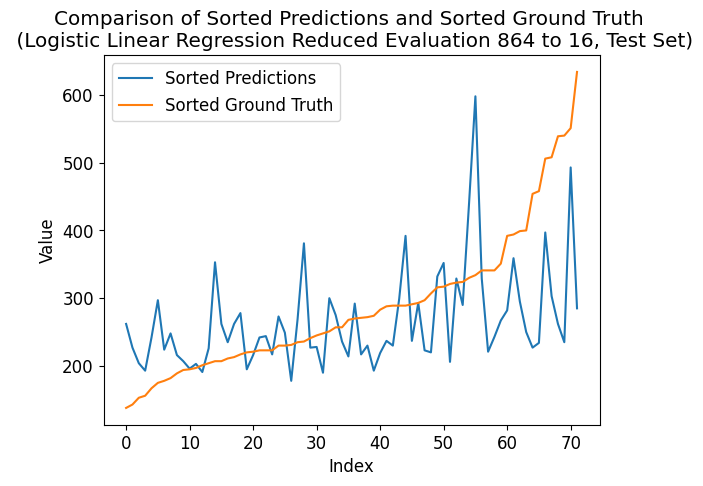 Comparison of Sorted Predictions and Sorted Ground Truth
(Logistic Linear Regression Reduced Evaluation 864 to 16, Test Set)
Sorted Predictions
Sorted Ground Truth
Value
600
500
400
300
200
0 10 20 30 40 50 60 70
Index